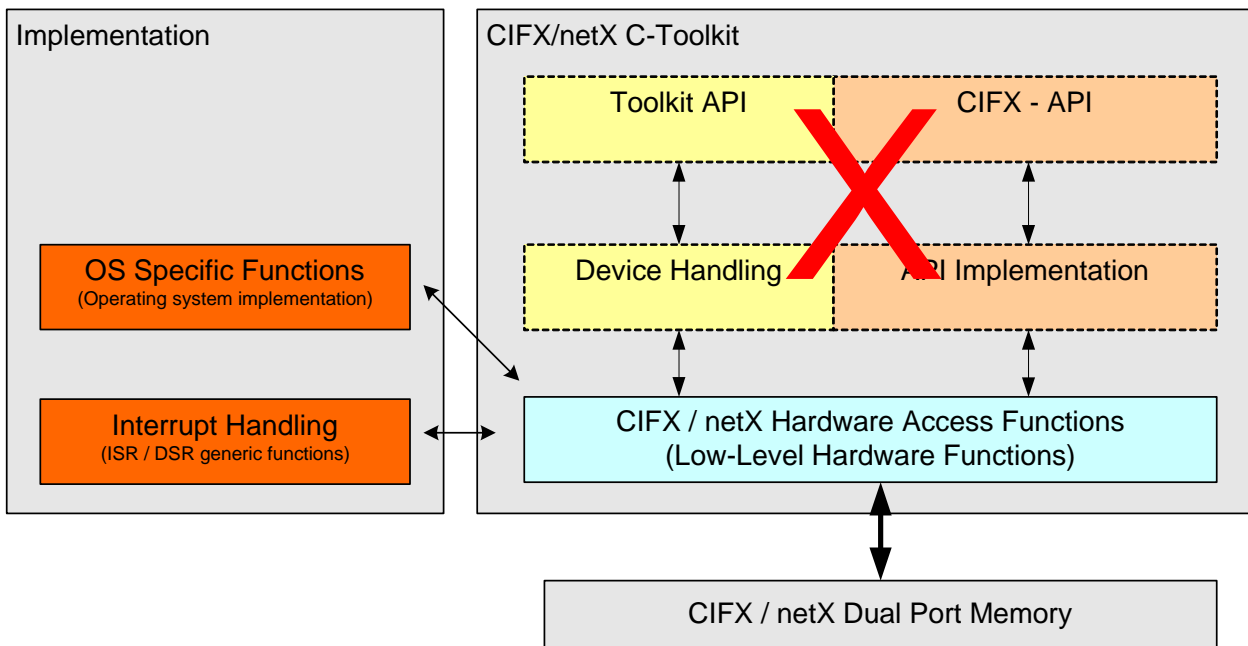 Implementation
CIFX/netX C-Toolkit
Toolkit API
CIFX - API
OS Specific Functions
(Operating system implementation)
Device Handling
API Implementation
Interrupt Handling
(ISR / DSR generic functions)
CIFX / netX Hardware Access Functions
(Low-Level Hardware Functions)
CIFX / netX Dual Port Memory